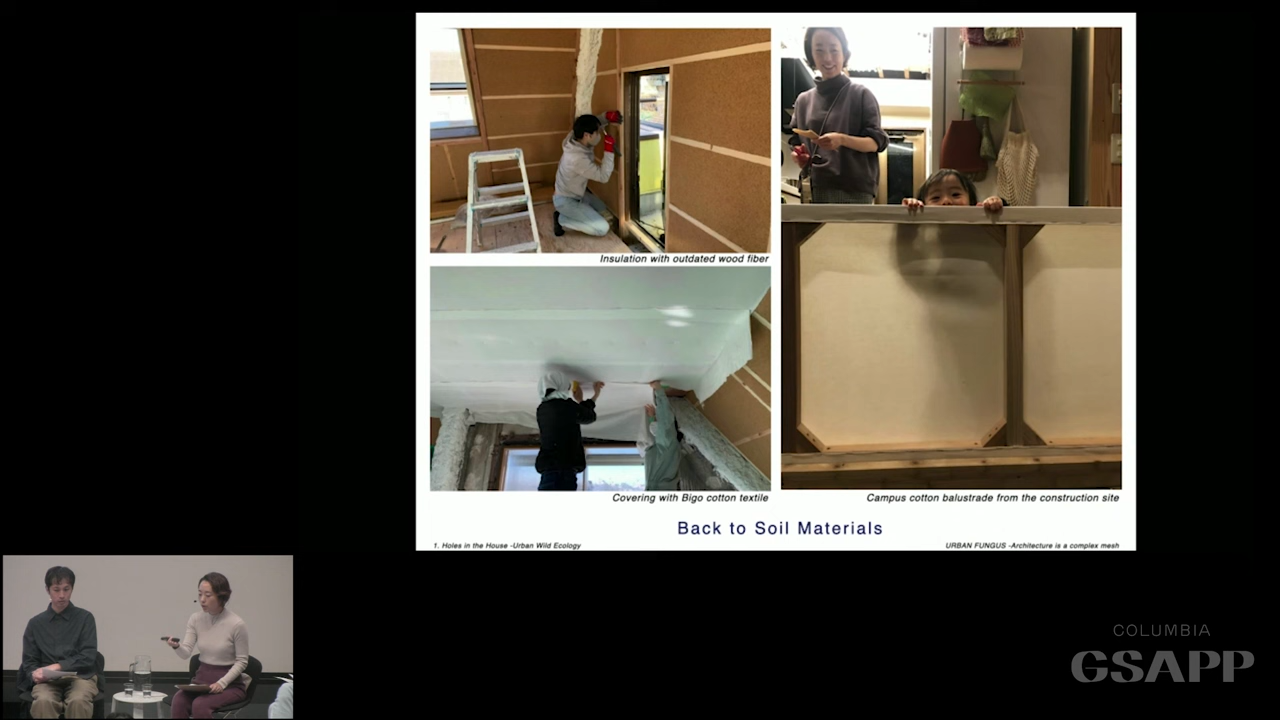 Insulation with outdated wood fiber
Covering with Bigo cotton textile
Campus cotton balustrade from the construction site
Back to Soil Materials
1. Holes in the House -Urban Wild Ecology
URBAN FUNGUS -Architecture is a complex mesh
COLUMBIA
GSAPP